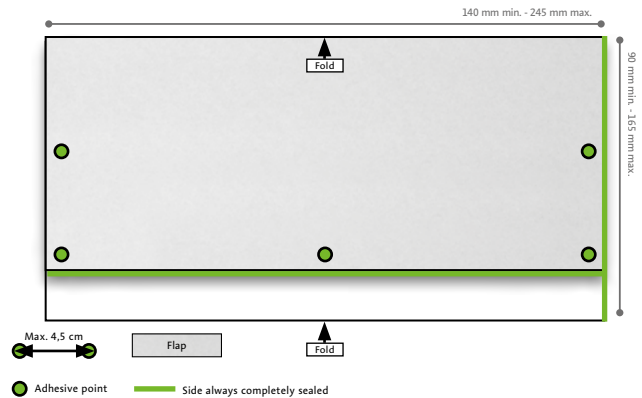 140 mm min. - 245 mm max.
Fold
90 mm min. - 165 mm max.
Max. 4,5 cm
Flap
Fold
Adhesive point
Side always completely sealed